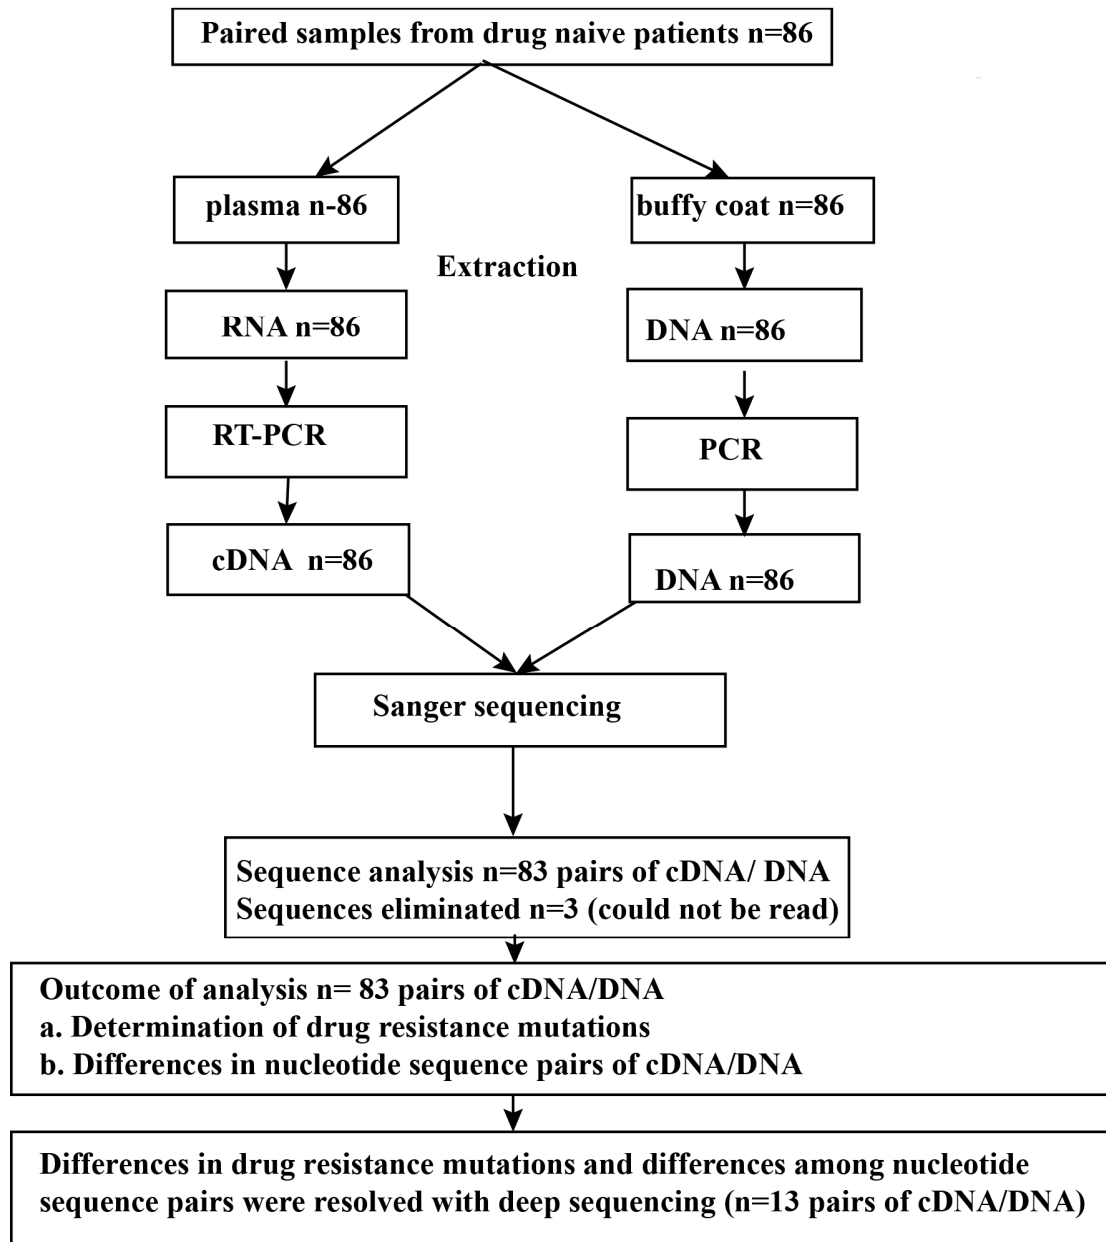 Paired samples from drug naive patients n=86
plasma n-86
buffy coat n=86
Extraction
RNA n=86
DNA n=86
RT-PCR
PCR
cDNA n=86
DNA n=86
Sanger sequencing
Sequence analysis n=83 pairs of cDNA/ DNA
Sequences eliminated n=3 (could not be read)
Outcome of analysis n= 83 pairs of cDNA/DNA
a. Determination of drug resistance mutations
b. Differences in nucleotide sequence pairs of cDNA/DNA
Differences in drug resistance mutations and differences among nucleotide
sequence pairs were resolved with deep sequencing (n=13 pairs of cDNA/DNA)